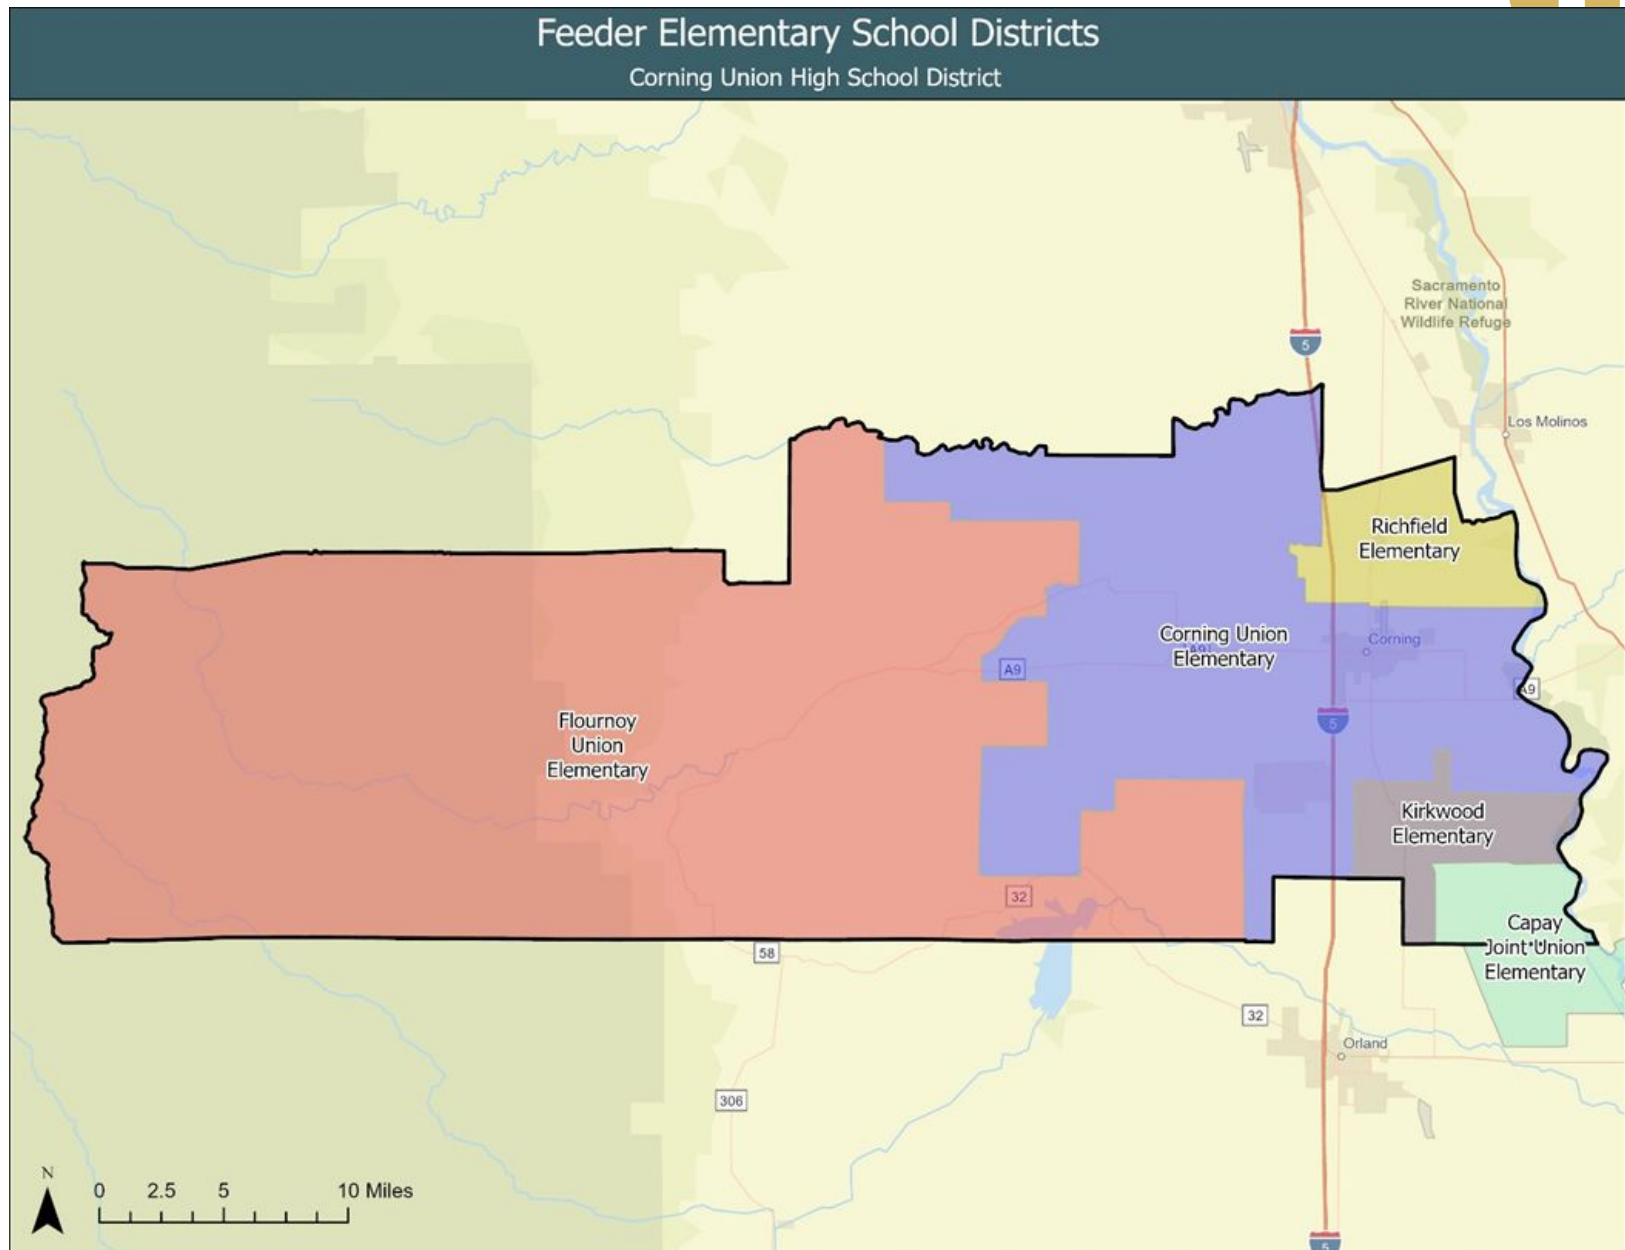 Feeder Elementary School Districts
Corning Union High School District
Sacramento
River National
Wildlife Refuge
5
Los Molinos
Richfield
Elementary
Corning Union
Elementary
Corning
A9
A9
A9
Flournoy
Union
Elementary
5
Kirkwood
Elementary
32
Capay
Joint Union
Elementary
58
32
Orland
306
N
0 2.5 5 10 Miles
5